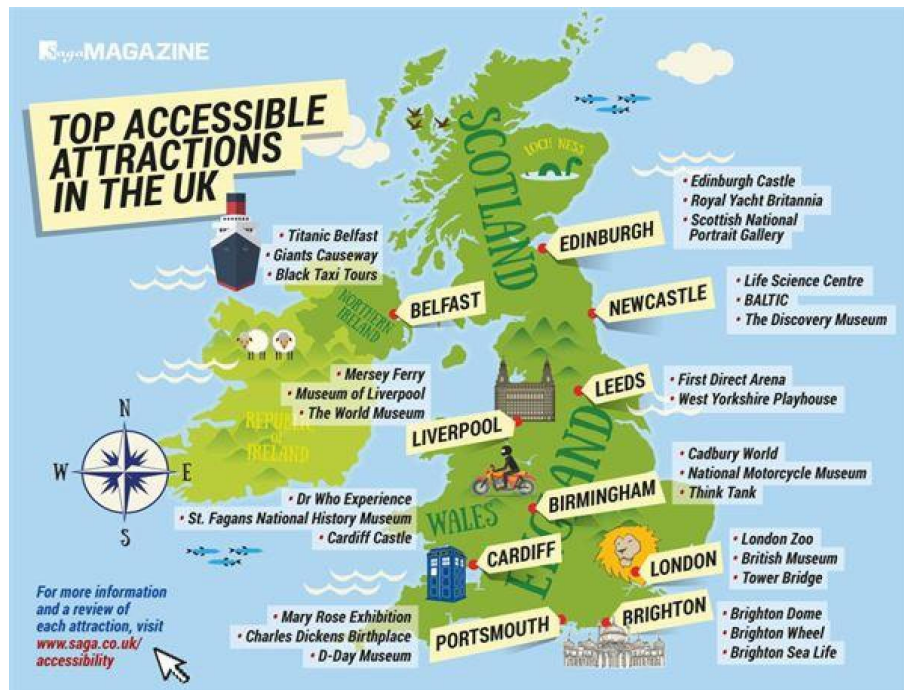 Saga MAGAZINE
TOP ACCESSIBLE
ATTRACTIONS
IN THE UK
SCOTLAND
LOCH NESS
• Edinburgh Castle
• Royal Yacht Britannia
• Scottish National
Portrait Gallery
EDINBURGH
• Titanic Belfast
• Giants Causeway
• Black Taxi Tours
NORTHERN
IRELAND
BELFAST
NEWCASTLE
• Life Science Centre
• BALTIC
• The Discovery Museum
• Mersey Ferry
• Museum of Liverpool
• The World Museum
LIVERPOOL
LEEDS
• First Direct Arena
• West Yorkshire Playhouse
REPUBLIC
of
IRELAND
ENGLAND
N
W
E
S
BIRMINGHAM
• Cadbury World
• National Motorcycle Museum
• Think Tank
• Dr Who Experience
• St. Fagans National History Museum
• Cardiff Castle
WALES
CARDIFF
LONDON
• London Zoo
• British Museum
• Tower Bridge
For more information
and a review of
each attraction, visit
www.saga.co.uk/
accessibility
• Mary Rose Exhibition
• Charles Dickens Birthplace
• D-Day Museum
PORTSMOUTH
BRIGHTON
• Brighton Dome
• Brighton Wheel
• Brighton Sea Life